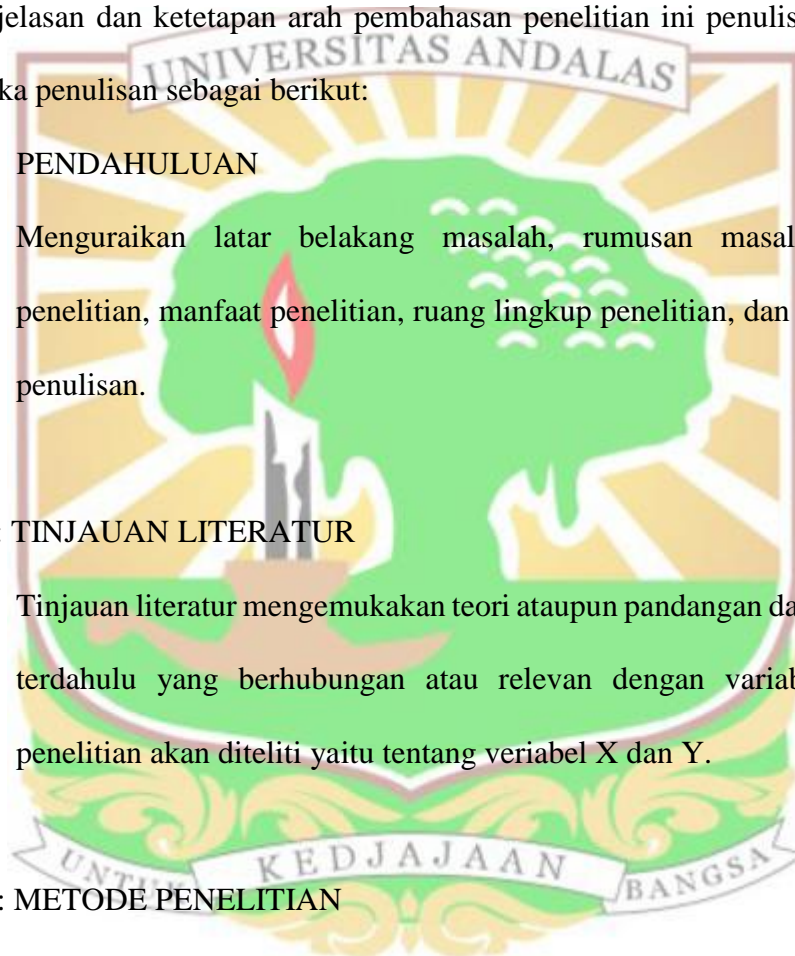 jelasan dan ketetapan arah pembahasan penelitian ini penulis
UNIVERSITAS ANDALAS
ka penulisan sebagai berikut:
PENDAHULUAN
Menguraikan latar belakang masalah, rumusan masal
penelitian, manfaat penelitian, ruang lingkup penelitian, dan
penulisan.
: TINJAUAN LITERATUR
Tinjauan literatur mengemukakan teori ataupun pandangan da
terdahulu yang berhubungan atau relevan dengan variab
penelitian akan diteliti yaitu tentang veriabel X dan Y.
UNTUK KEDJAJAAN BANGSA
: METODE PENELITIAN